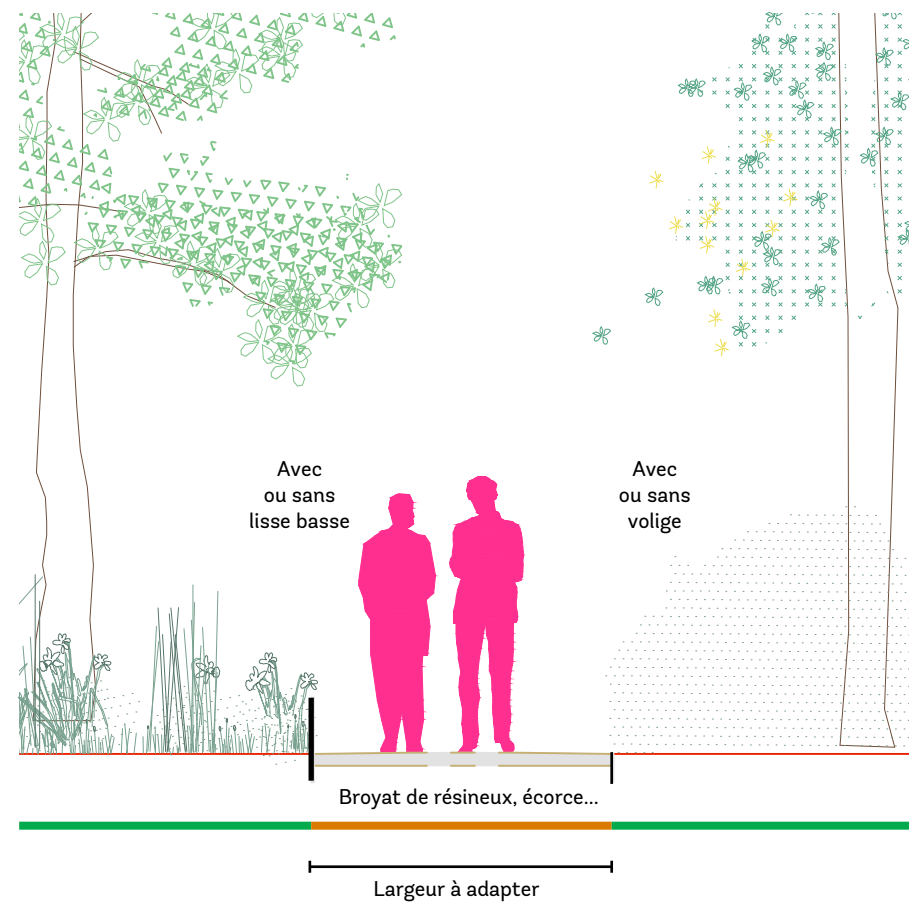 Avec
ou sans
lisse basse
Avec
ou sans
volige
Broyat de résineux, écorce...
Largeur à adapter